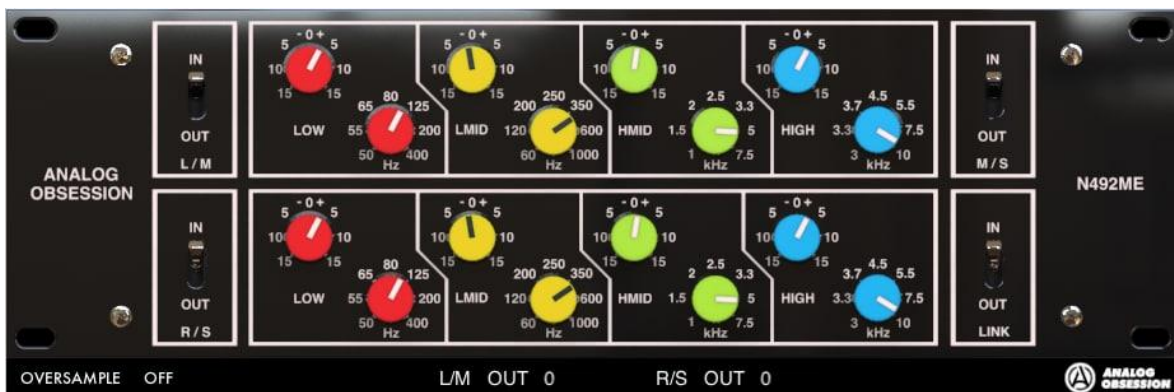 ANALOG
OBSESSION
IN
OUT
L / M
- 0 +
5 5
10 10
15 15
LOW
80
65 125
55 200
50 400
Hz
- 0 +
5 5
10 10
15 15
LMID
250
200 350
120 600
60 1000
Hz
- 0 +
5 5
10 10
15 15
HMID
2.5
2 3.3
1.5 5
1 7.5
kHz
- 0 +
5 5
10 10
15 15
HIGH
4.5
3.7 5.5
3.3 7.5
3 10
kHz
IN
OUT
M / S
N492ME
IN
OUT
R / S
- 0 +
5 5
10 10
15 15
LOW
80
65 125
55 200
50 400
Hz
- 0 +
5 5
10 10
15 15
LMID
250
200 350
120 600
60 1000
Hz
- 0 +
5 5
10 10
15 15
HMID
2.5
2 3.3
1.5 5
1 7.5
kHz
- 0 +
5 5
10 10
15 15
HIGH
4.5
3.7 5.5
3.3 7.5
3 10
kHz
IN
OUT
LINK
OVERSAMPLE OFF
L/M OUT 0
R/S OUT 0
ANALOG
OBSESSION